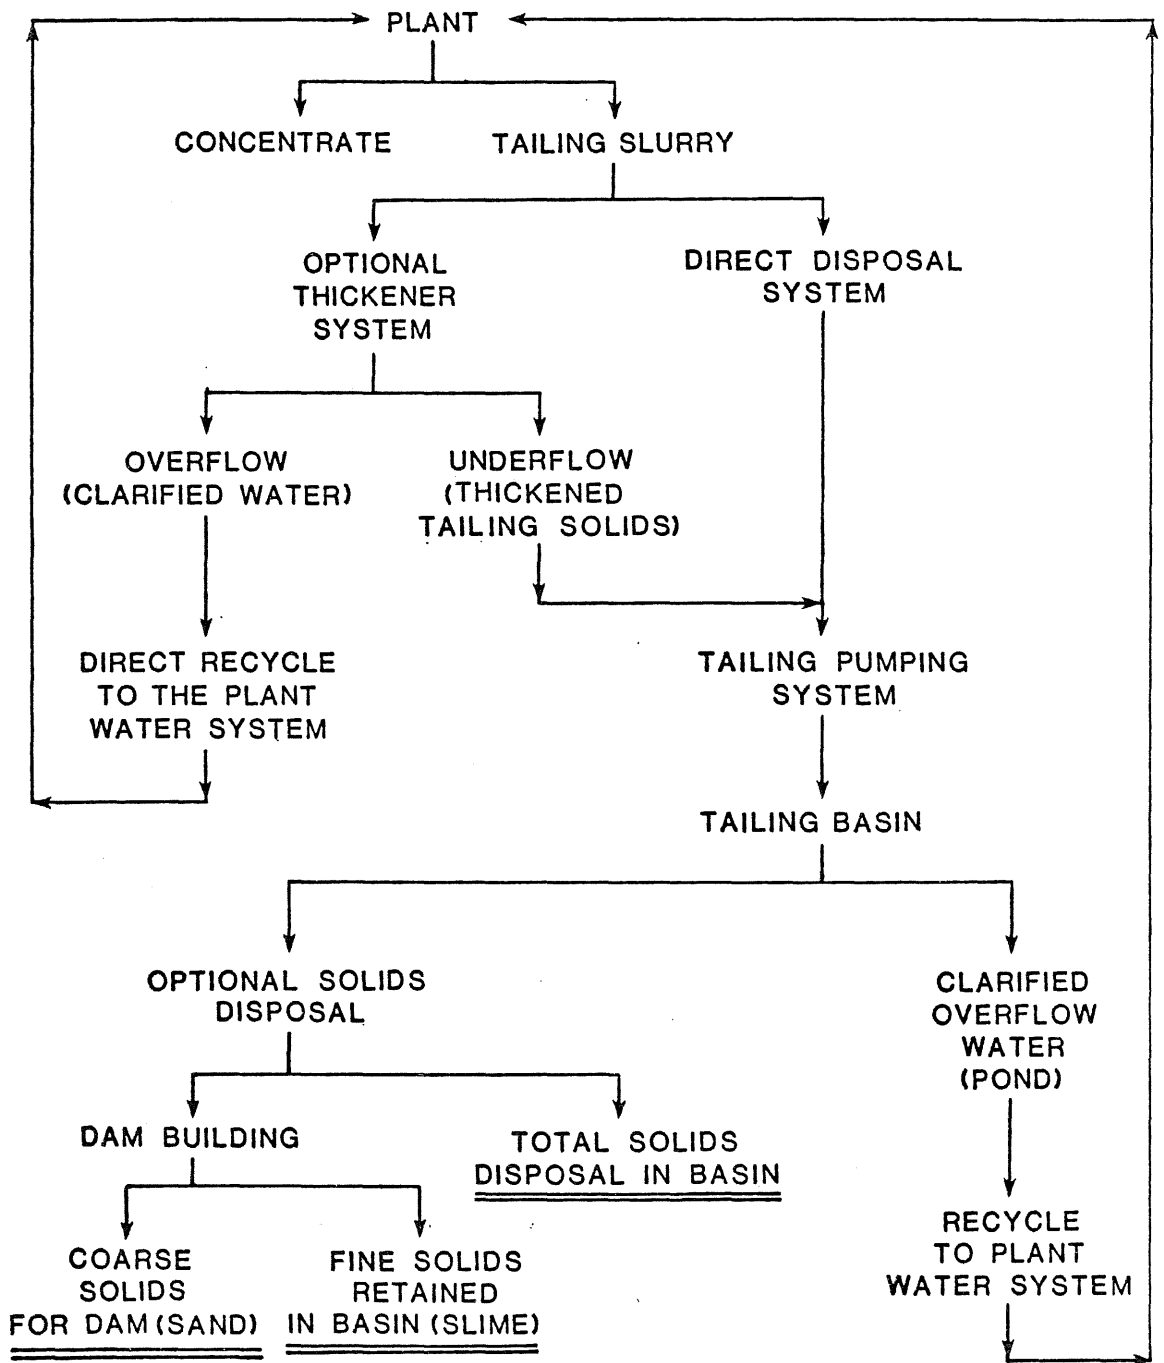 PLANT
CONCENTRATE
TAILING SLURRY
OPTIONAL
THICKENER
SYSTEM
DIRECT DISPOSAL
SYSTEM
OVERFLOW
(CLARIFIED WATER)
UNDERFLOW
(THICKENED
TAILING SOLIDS)
DIRECT RECYCLE
TO THE PLANT
WATER SYSTEM
TAILING PUMPING
SYSTEM
TAILING BASIN
OPTIONAL SOLIDS
DISPOSAL
CLARIFIED
OVERFLOW
WATER
(POND)
DAM BUILDING
TOTAL SOLIDS
DISPOSAL IN BASIN
COARSE
SOLIDS
FOR DAM (SAND)
FINE SOLIDS
RETAINED
IN BASIN (SLIME)
RECYCLE
TO PLANT
WATER SYSTEM